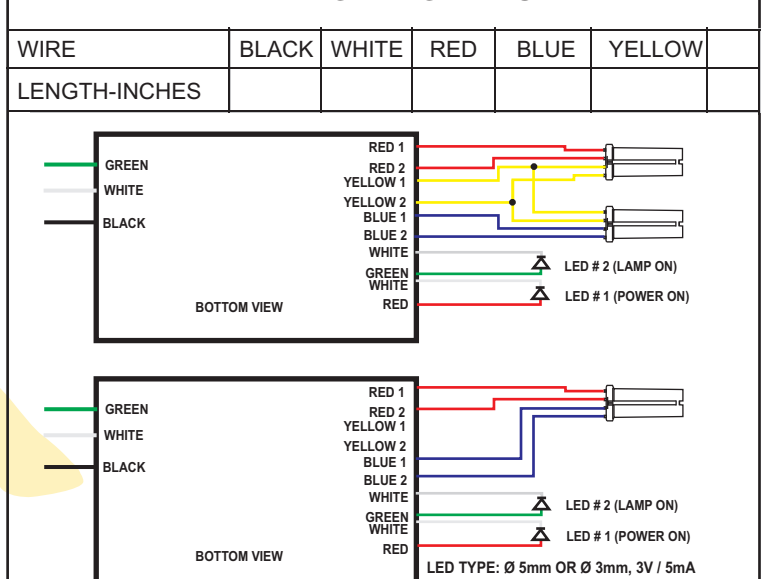 WIRE BLACK WHITE RED BLUE YELLOW
LENGTH-INCHES
RED 1
GREEN
RED 2
YELLOW 1
WHITE
YELLOW 2
BLUE 1
BLACK
BLUE 2
WHITE
LED # 2 (LAMP ON)
GREEN
WHITE
LED # 1 (POWER ON)
BOTTOM VIEW RED
RED 1
GREEN
RED 2
YELLOW 1
WHITE
YELLOW 2
BLUE 1
BLACK
BLUE 2
WHITE
LED # 2 (LAMP ON)
GREEN
WHITE
LED # 1 (POWER ON)
BOTTOM VIEW RED
LED TYPE: Ø 5mm OR Ø 3mm, 3V / 5mA